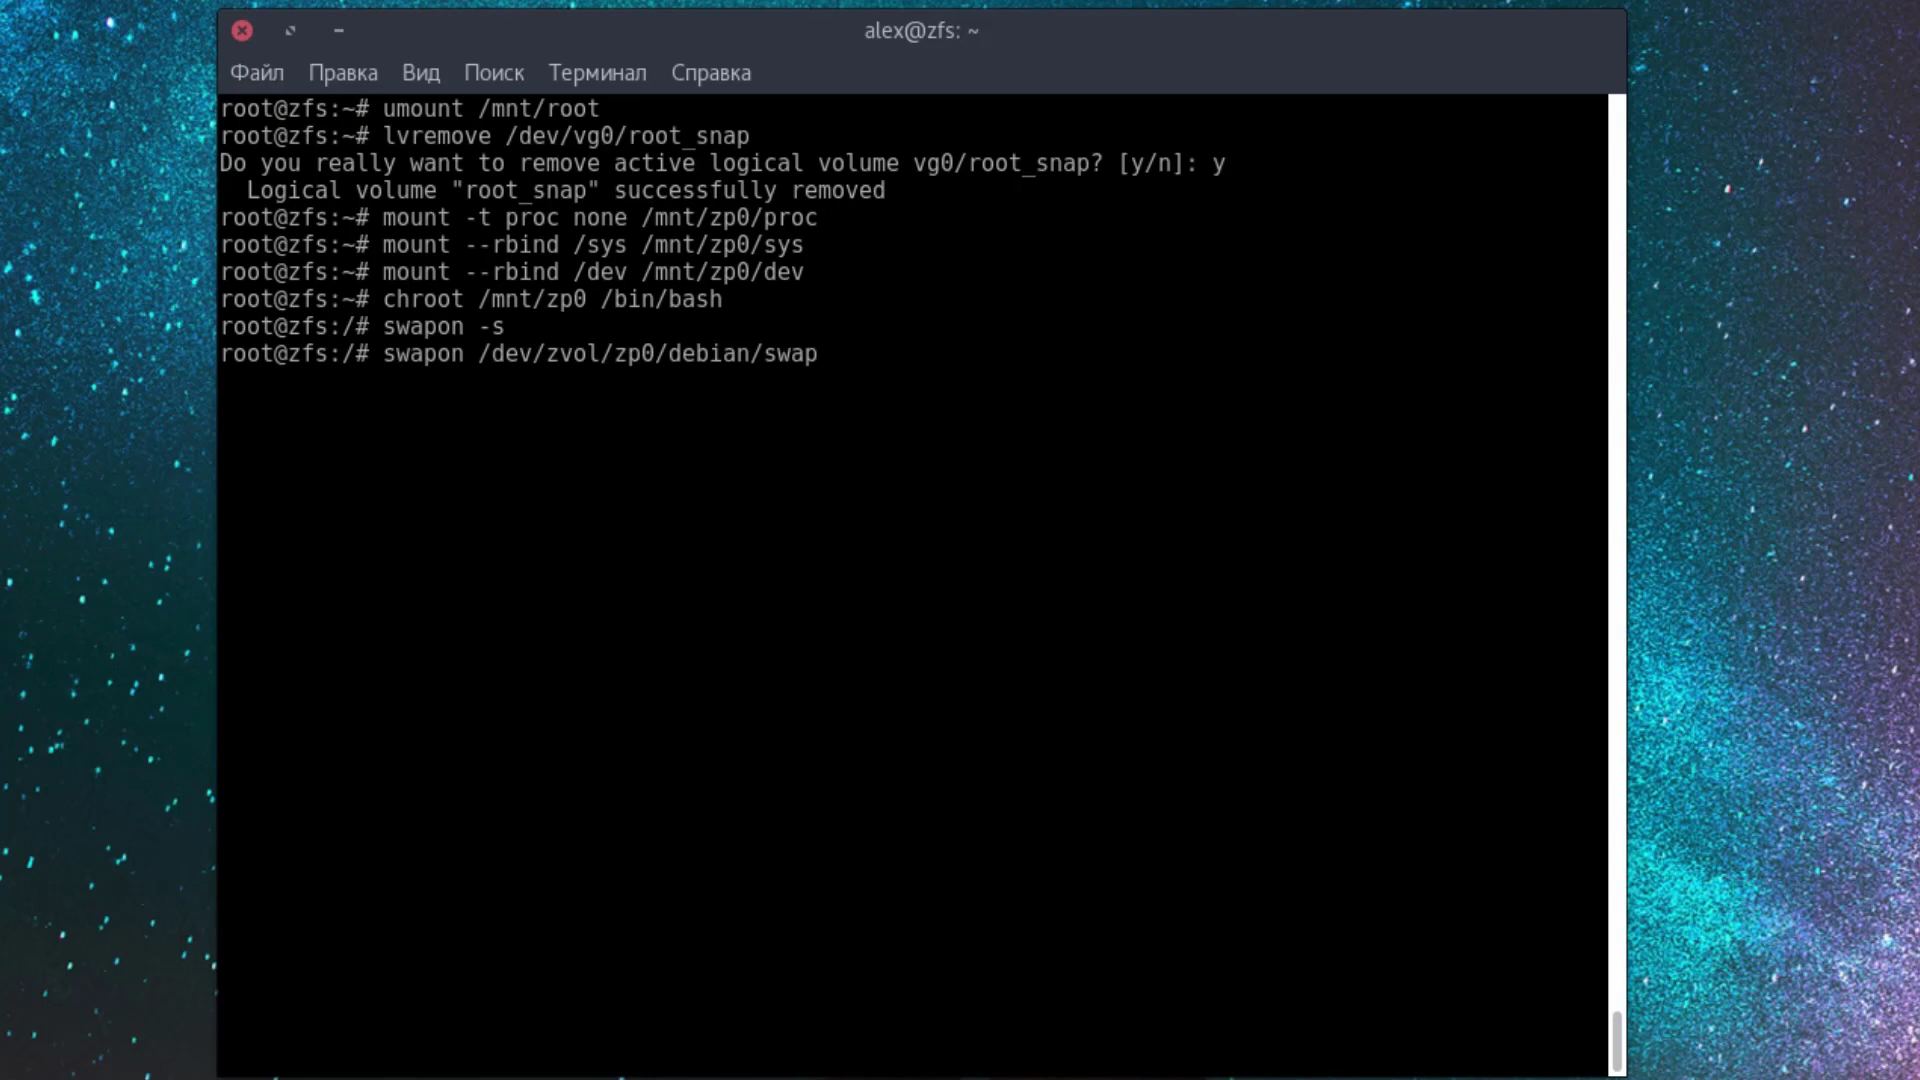 alex@zfs: ~
Файл Правка Вид Поиск Терминал Справка
root@zfs:~# umount /mnt/root
root@zfs:~# lvremove /dev/vg0/root_snap
Do you really want to remove active logical volume vg0/root_snap? [y/n]: y
  Logical volume "root_snap" successfully removed
root@zfs:~# mount -t proc none /mnt/zp0/proc
root@zfs:~# mount --rbind /sys /mnt/zp0/sys
root@zfs:~# mount --rbind /dev /mnt/zp0/dev
root@zfs:~# chroot /mnt/zp0 /bin/bash
root@zfs:/# swapon -s
root@zfs:/# swapon /dev/zvol/zp0/debian/swap